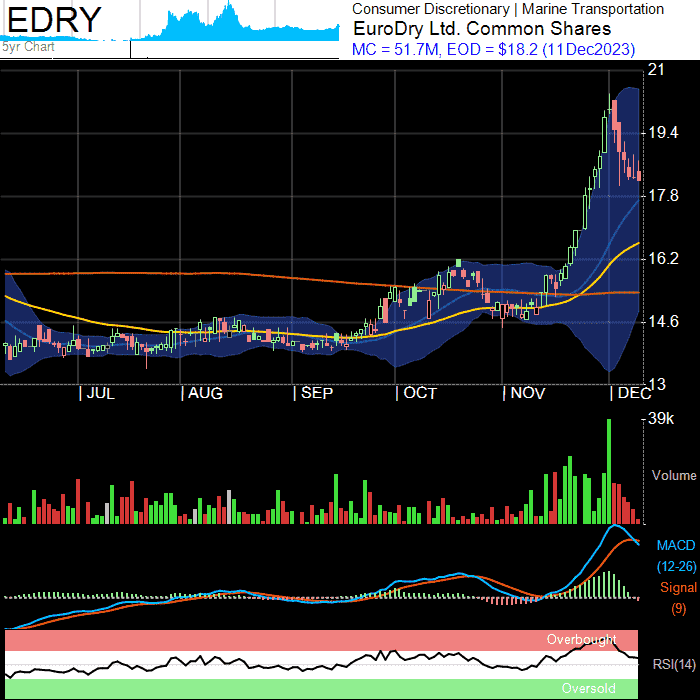 EDRY
5yr Chart
Consumer Discretionary | Marine Transportation
EuroDry Ltd. Common Shares
MC = 51.7M, EOD = $18.2 (11Dec2023)
21
19.4
17.8
16.2
14.6
13
| JUL | AUG | SEP | OCT | NOV | DEC
39k
Volume
MACD
(12-26)
Signal
(9)
Overbought
RSI(14)
Oversold